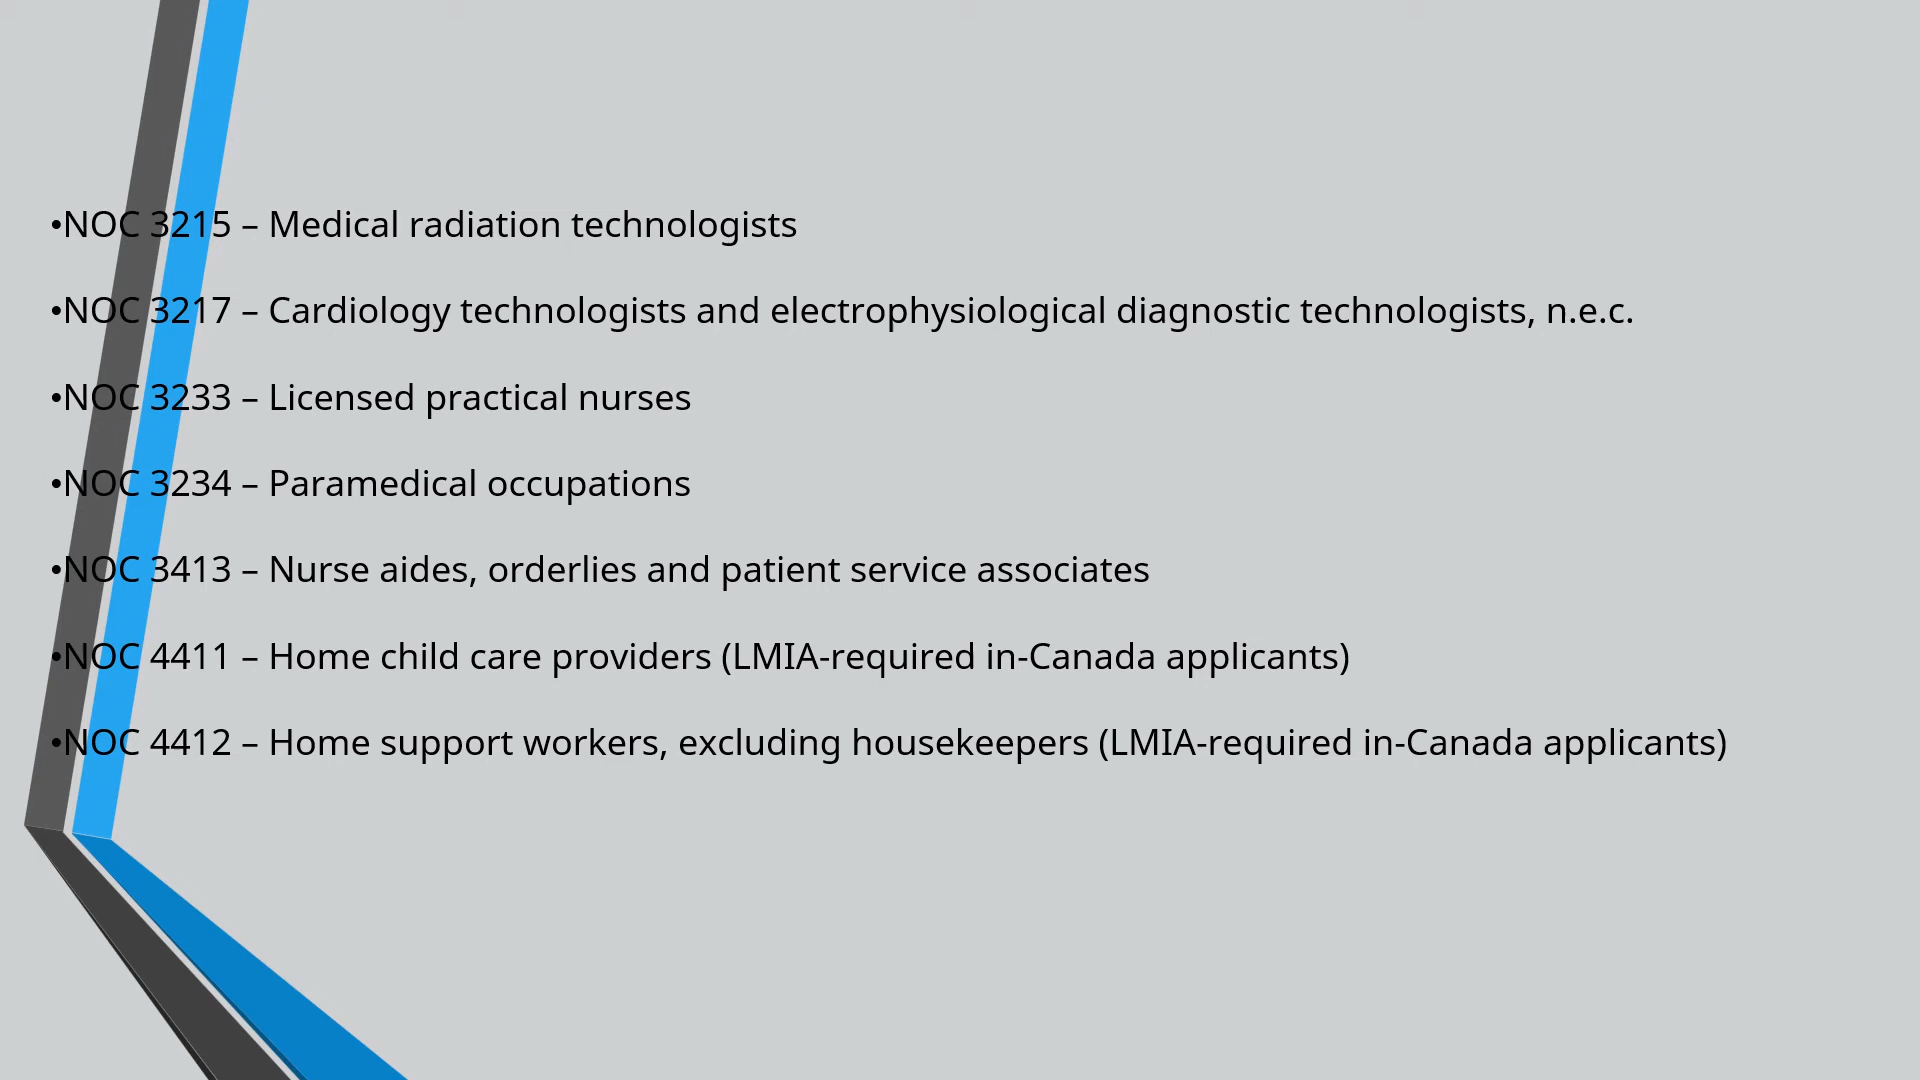 •NOC 3215 – Medical radiation technologists
•NOC 3217 – Cardiology technologists and electrophysiological diagnostic technologists, n.e.c.
•NOC 3233 – Licensed practical nurses
•NOC 3234 – Paramedical occupations
•NOC 3413 – Nurse aides, orderlies and patient service associates
•NOC 4411 – Home child care providers (LMIA-required in-Canada applicants)
•NOC 4412 – Home support workers, excluding housekeepers (LMIA-required in-Canada applicants)